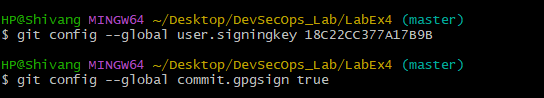 HP@Shivang MINGW64 ~/Desktop/DevSecOps_Lab/LabEx4 (master)
$ git config --global user.signingkey 18C22CC377A17B9B
HP@Shivang MINGW64 ~/Desktop/DevSecOps_Lab/LabEx4 (master)
$ git config --global commit.gpgsign true